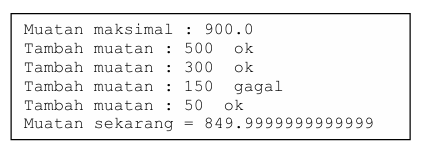 Muatan maksimal : 900.0
Tambah muatan : 500  ok
Tambah muatan : 300  ok
Tambah muatan : 150  gagal
Tambah muatan : 50  ok
Muatan sekarang = 849.9999999999999